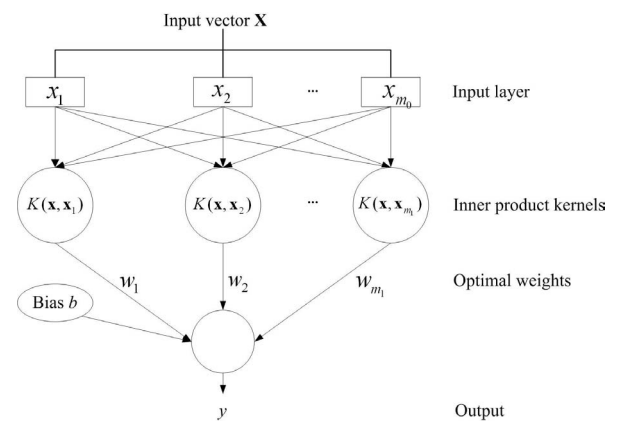 Input vector X
x₁ x₂ ... xₘ₀ Input layer
K(x, x₁) K(x, x₂) ... K(x, xₘ₁) Inner product kernels
w₁ w₂ wₘ₁ Optimal weights
Bias b
y Output